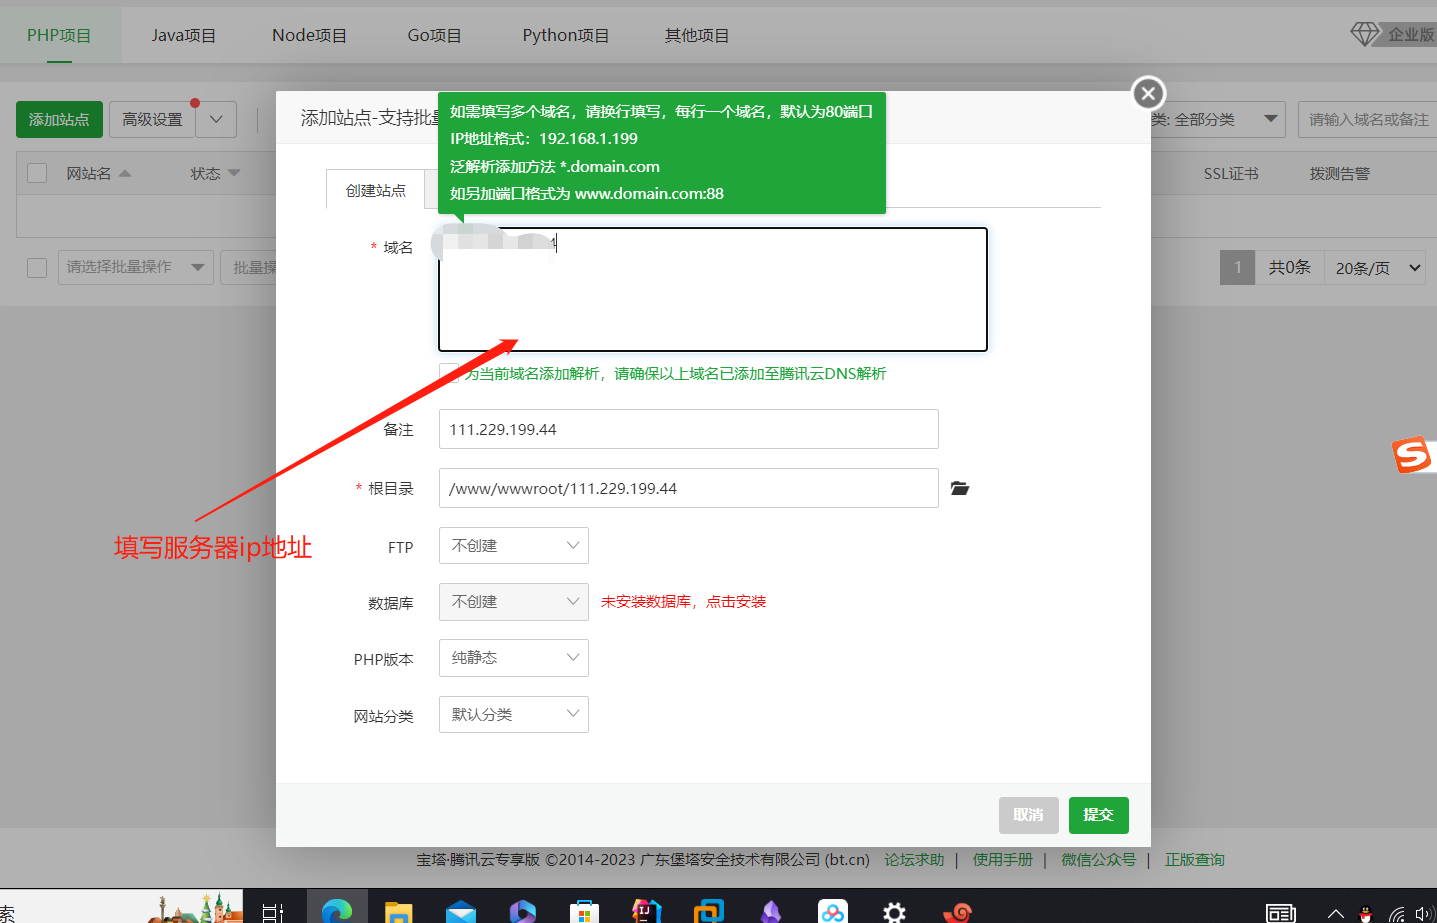 PHP项目 Java项目 Node项目 Go项目 Python项目 其他项目 企业版
添加站点 高级设置 类: 全部分类 请输入域名或备注
添加站点-支持批量
如需填写多个域名，请换行填写，每行一个域名，默认为80端口
IP地址格式：192.168.1.199
泛解析添加方法 *.domain.com
如另加端口格式为 www.domain.com:88
网站名 状态 SSL证书 拨测告警
创建站点
* 域名
请选择批量操作 批量操 1 共0条 20条/页
为当前域名添加解析，请确保以上域名已添加至腾讯云DNS解析
备注 111.229.199.44
* 根目录 /www/wwwroot/111.229.199.44
填写服务器ip地址
FTP 不创建
数据库 不创建 未安装数据库，点击安装
PHP版本 纯静态
网站分类 默认分类
取消 提交
宝塔·腾讯云专享版 ©2014-2023 广东堡塔安全技术有限公司 (bt.cn) 论坛求助 | 使用手册 | 微信公众号 | 正版查询
索